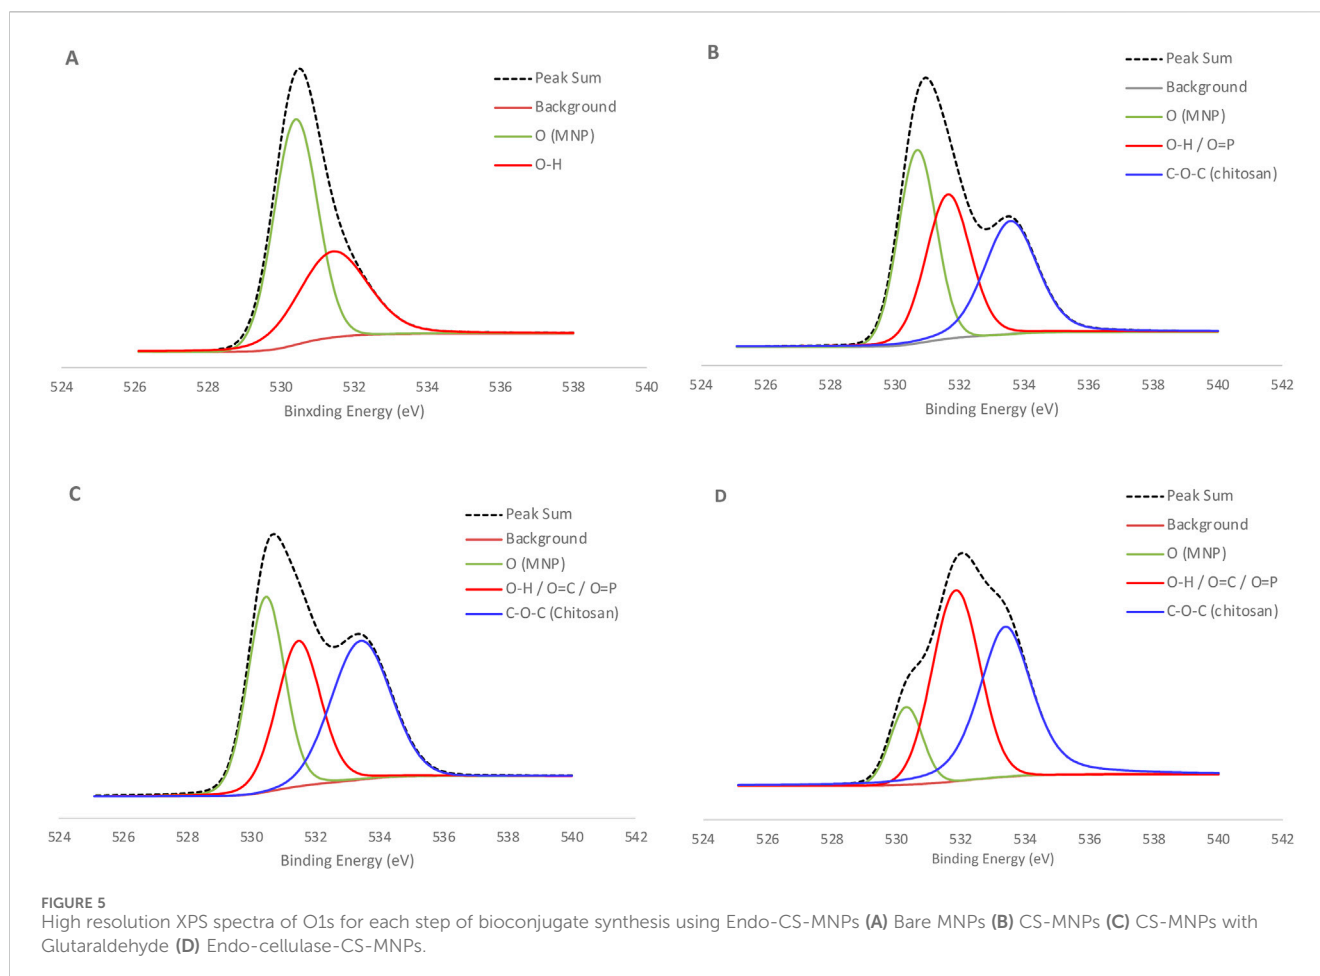 A
Peak Sum
Background
O (MNP)
O-H
524 526 528 530 532 534 536 538 540
Binxding Energy (eV)
B
Peak Sum
Background
O (MNP)
O-H / O=P
C-O-C (chitosan)
524 526 528 530 532 534 536 538 540 542
Binding Energy (eV)
C
Peak Sum
Background
O (MNP)
O-H / O=C / O=P
C-O-C (Chitosan)
524 526 528 530 532 534 536 538 540 542
Binding Energy (eV)
D
Peak Sum
Background
O (MNP)
O-H / O=C / O=P
C-O-C (chitosan)
524 526 528 530 532 534 536 538 540 542
Binding Energy (eV)
FIGURE 5
High resolution XPS spectra of O1s for each step of bioconjugate synthesis using Endo-CS-MNPs (A) Bare MNPs (B) CS-MNPs (C) CS-MNPs with
Glutaraldehyde (D) Endo-cellulase-CS-MNPs.